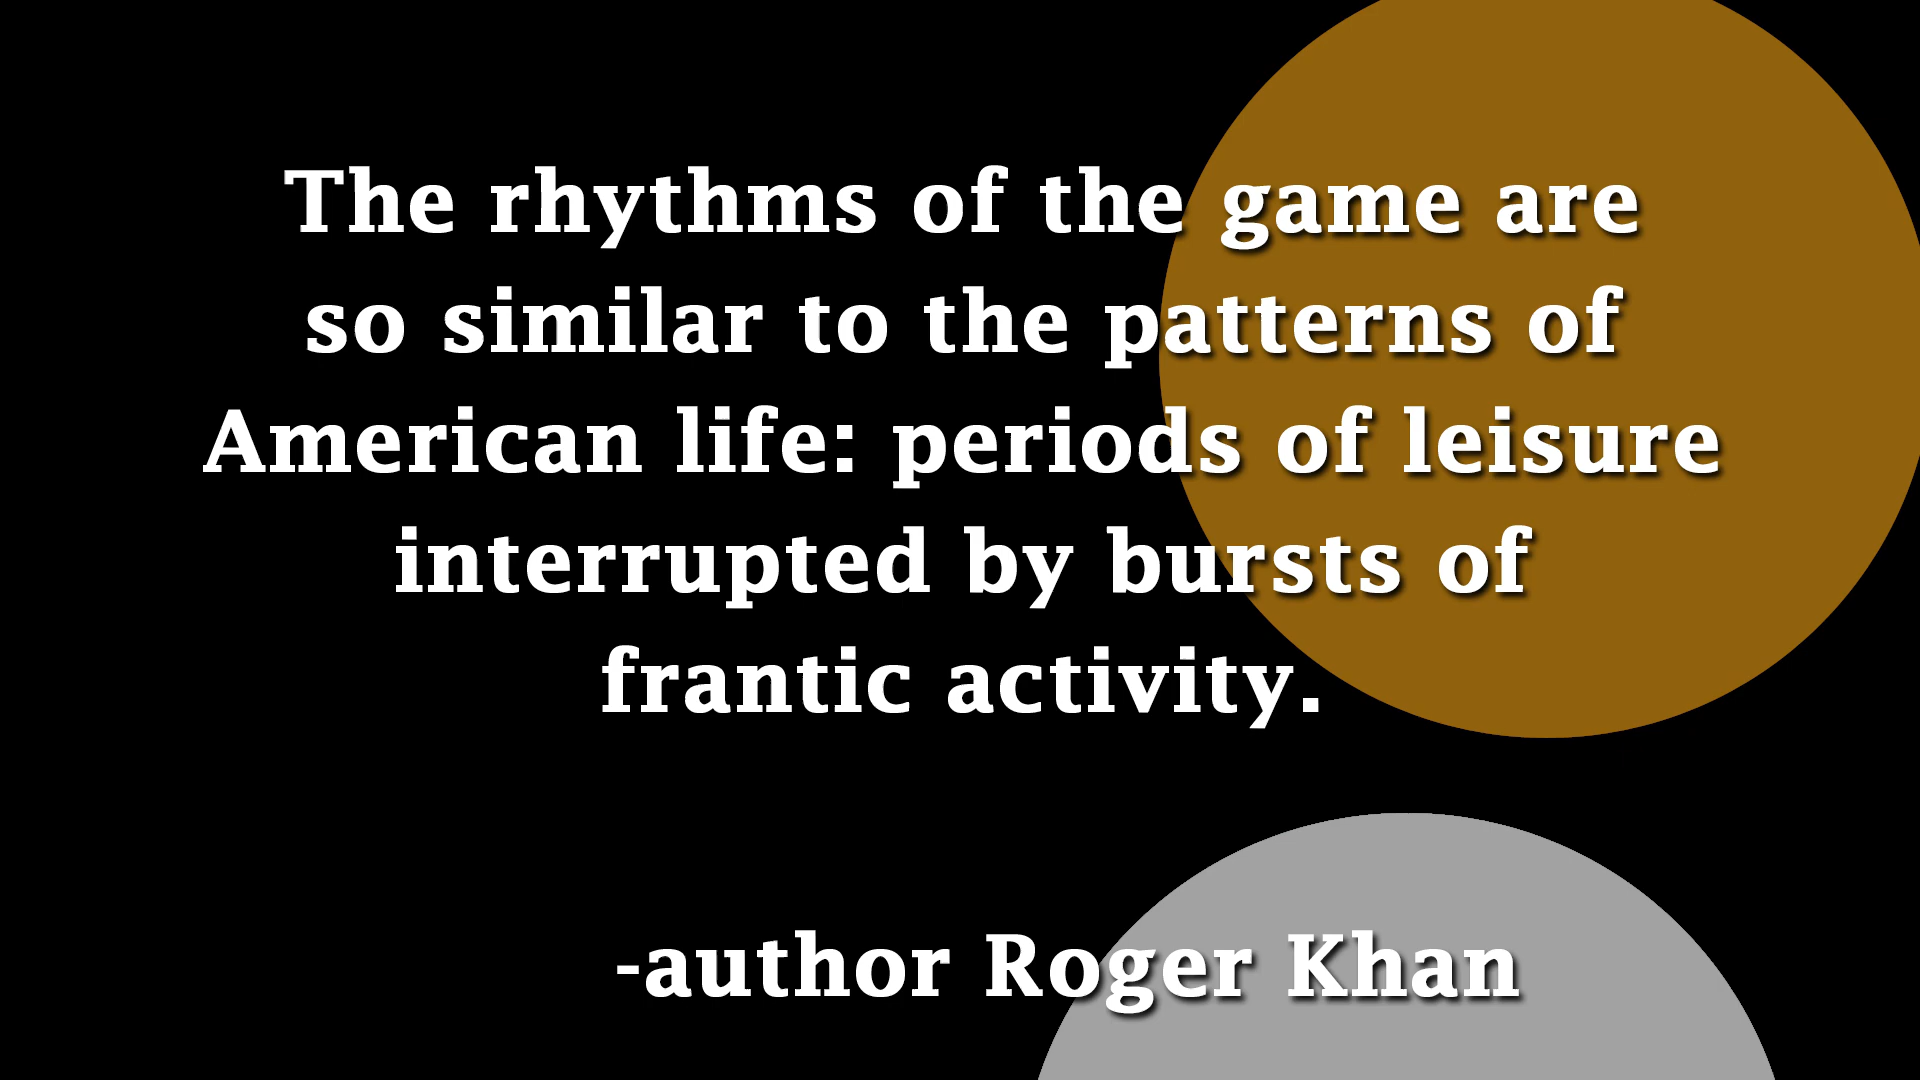 The rhythms of the game are
so similar to the patterns of
American life: periods of leisure
interrupted by bursts of
frantic activity.
-author Roger Khan